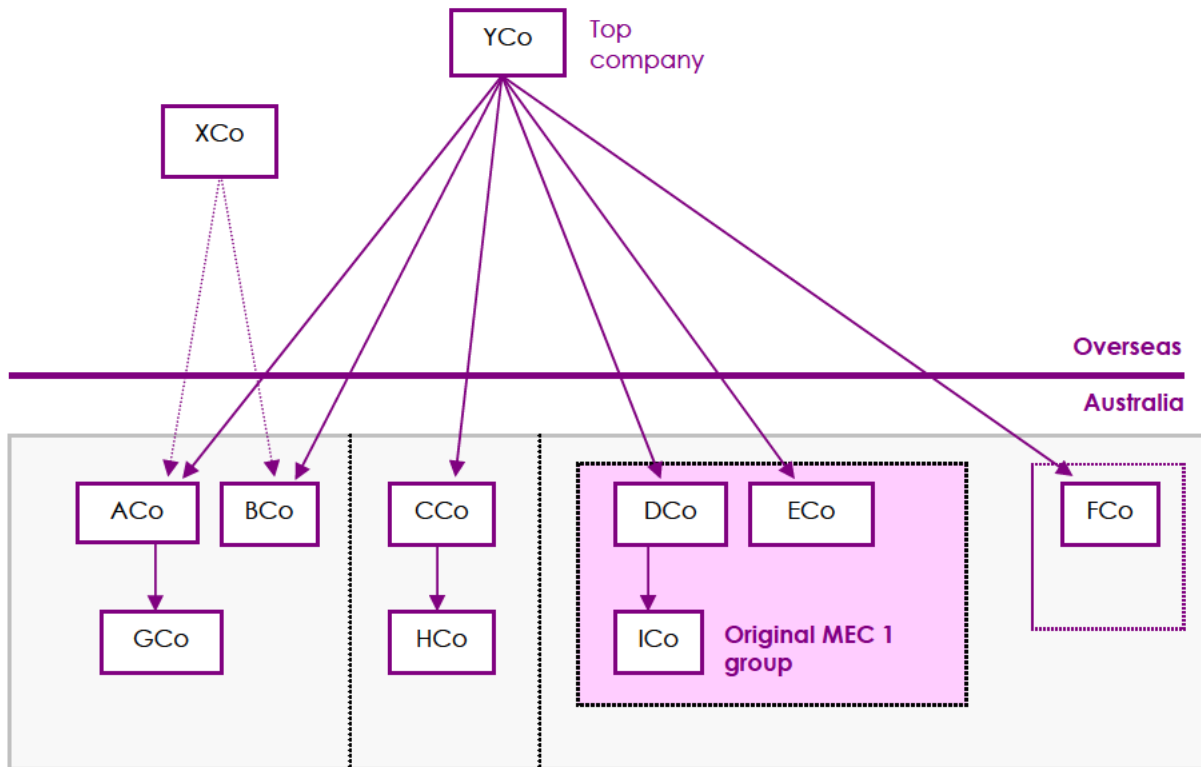 YCo
Top
company
XCo
Overseas
Australia
ACo
BCo
CCo
DCo
ECo
FCo
GCo
HCo
ICo
Original MEC 1
group